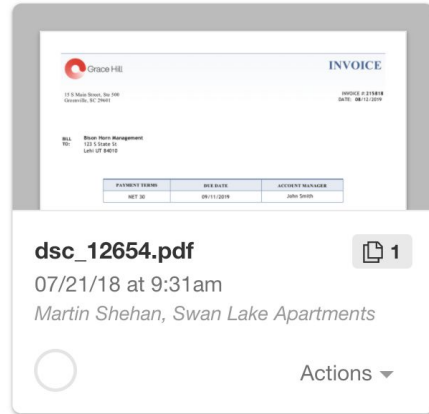 Grace Hill
INVOICE
15 S Main Street, Ste 500
Greenville, SC 29601
INVOICE # 215818
DATE: 08/12/2019
BILL TO:
Bison Horn Management
123 S State St
Lehi UT 84010
PAYMENT TERMS DUE DATE ACCOUNT MANAGER
NET 30 09/11/2019 John Smith
dsc_12654.pdf
1
07/21/18 at 9:31am
Martin Shehan, Swan Lake Apartments
Actions